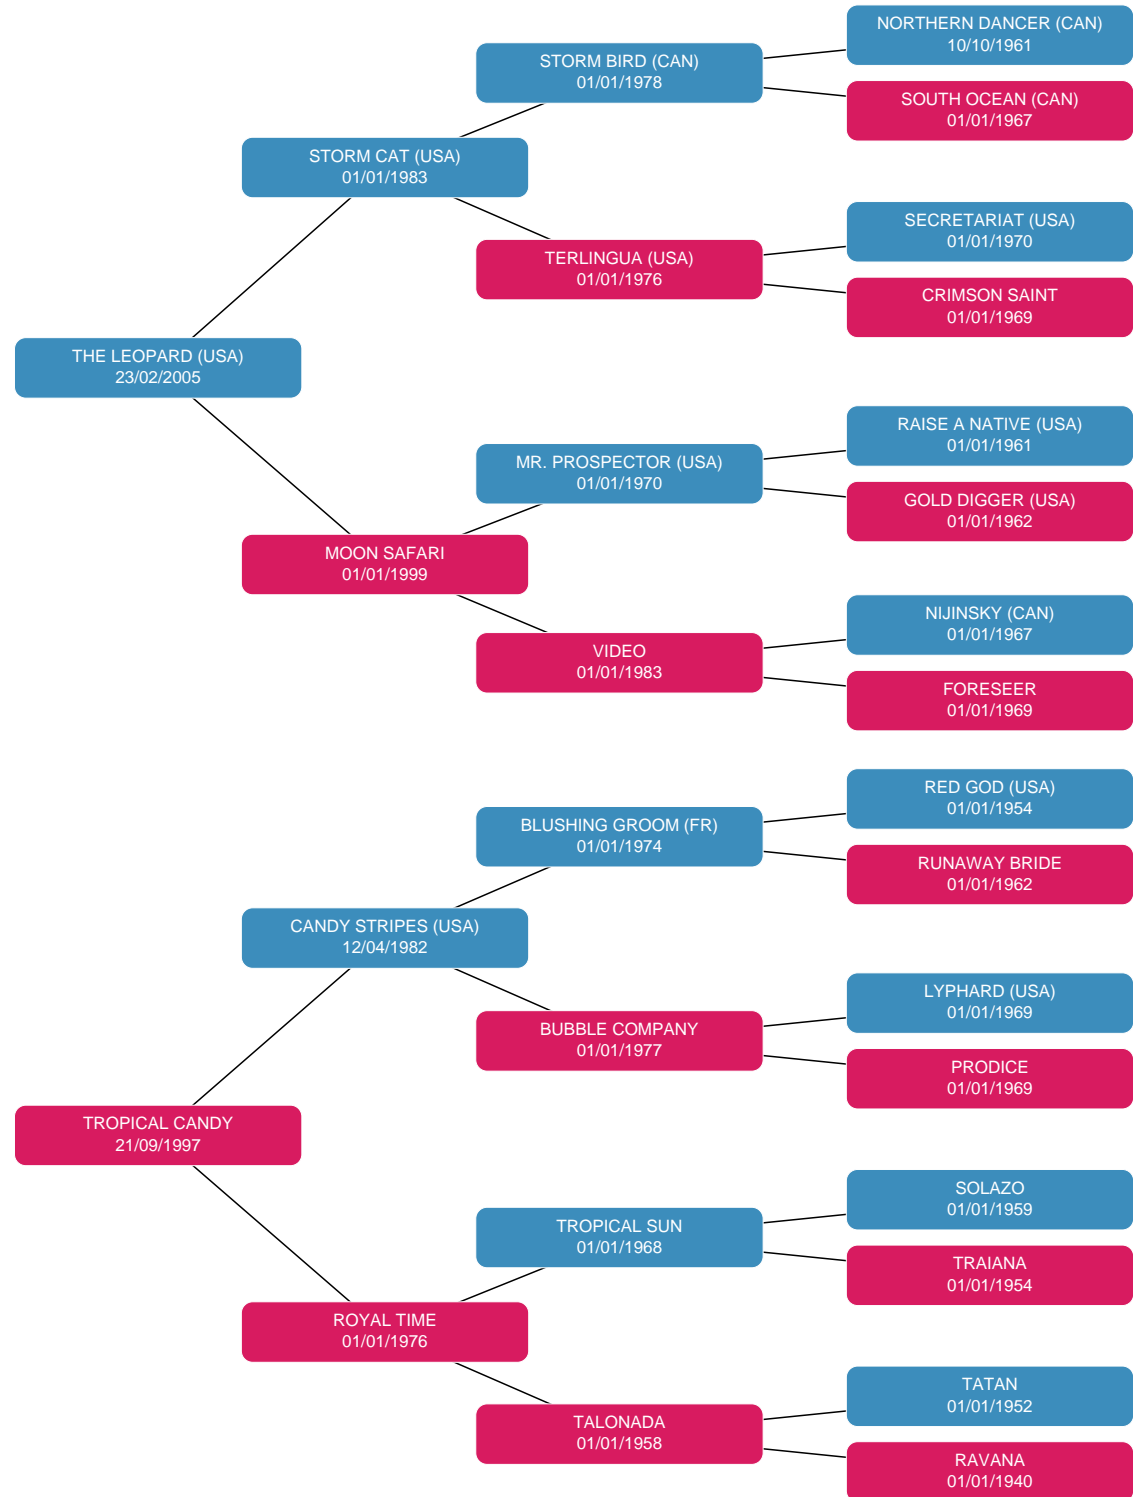 NORTHERN DANCER (CAN)
10/10/1961
STORM BIRD (CAN)
01/01/1978
SOUTH OCEAN (CAN)
01/01/1967
STORM CAT (USA)
01/01/1983
SECRETARIAT (USA)
01/01/1970
TERLINGUA (USA)
01/01/1976
CRIMSON SAINT
01/01/1969
THE LEOPARD (USA)
23/02/2005
RAISE A NATIVE (USA)
01/01/1961
MR. PROSPECTOR (USA)
01/01/1970
GOLD DIGGER (USA)
01/01/1962
MOON SAFARI
01/01/1999
NIJINSKY (CAN)
01/01/1967
VIDEO
01/01/1983
FORESEER
01/01/1969
RED GOD (USA)
01/01/1954
BLUSHING GROOM (FR)
01/01/1974
RUNAWAY BRIDE
01/01/1962
CANDY STRIPES (USA)
12/04/1982
LYPHARD (USA)
01/01/1969
BUBBLE COMPANY
01/01/1977
PRODICE
01/01/1969
TROPICAL CANDY
21/09/1997
SOLAZO
01/01/1959
TROPICAL SUN
01/01/1968
TRAIANA
01/01/1954
ROYAL TIME
01/01/1976
TATAN
01/01/1952
TALONADA
01/01/1958
RAVANA
01/01/1940